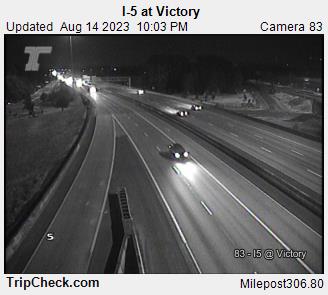 I-5 at Victory
Updated Aug 14 2023 10:03 PM Camera 83
T
S
83 - I5 @ Victory
TripCheck.com Milepost306.80